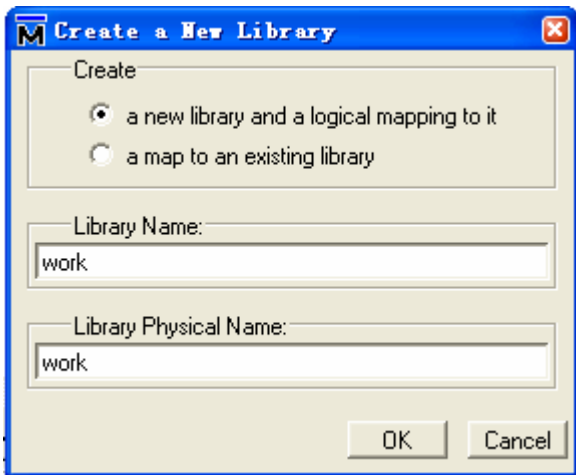 M Create a New Library
Create
a new library and a logical mapping to it
a map to an existing library
Library Name:
work
Library Physical Name:
work
OK Cancel